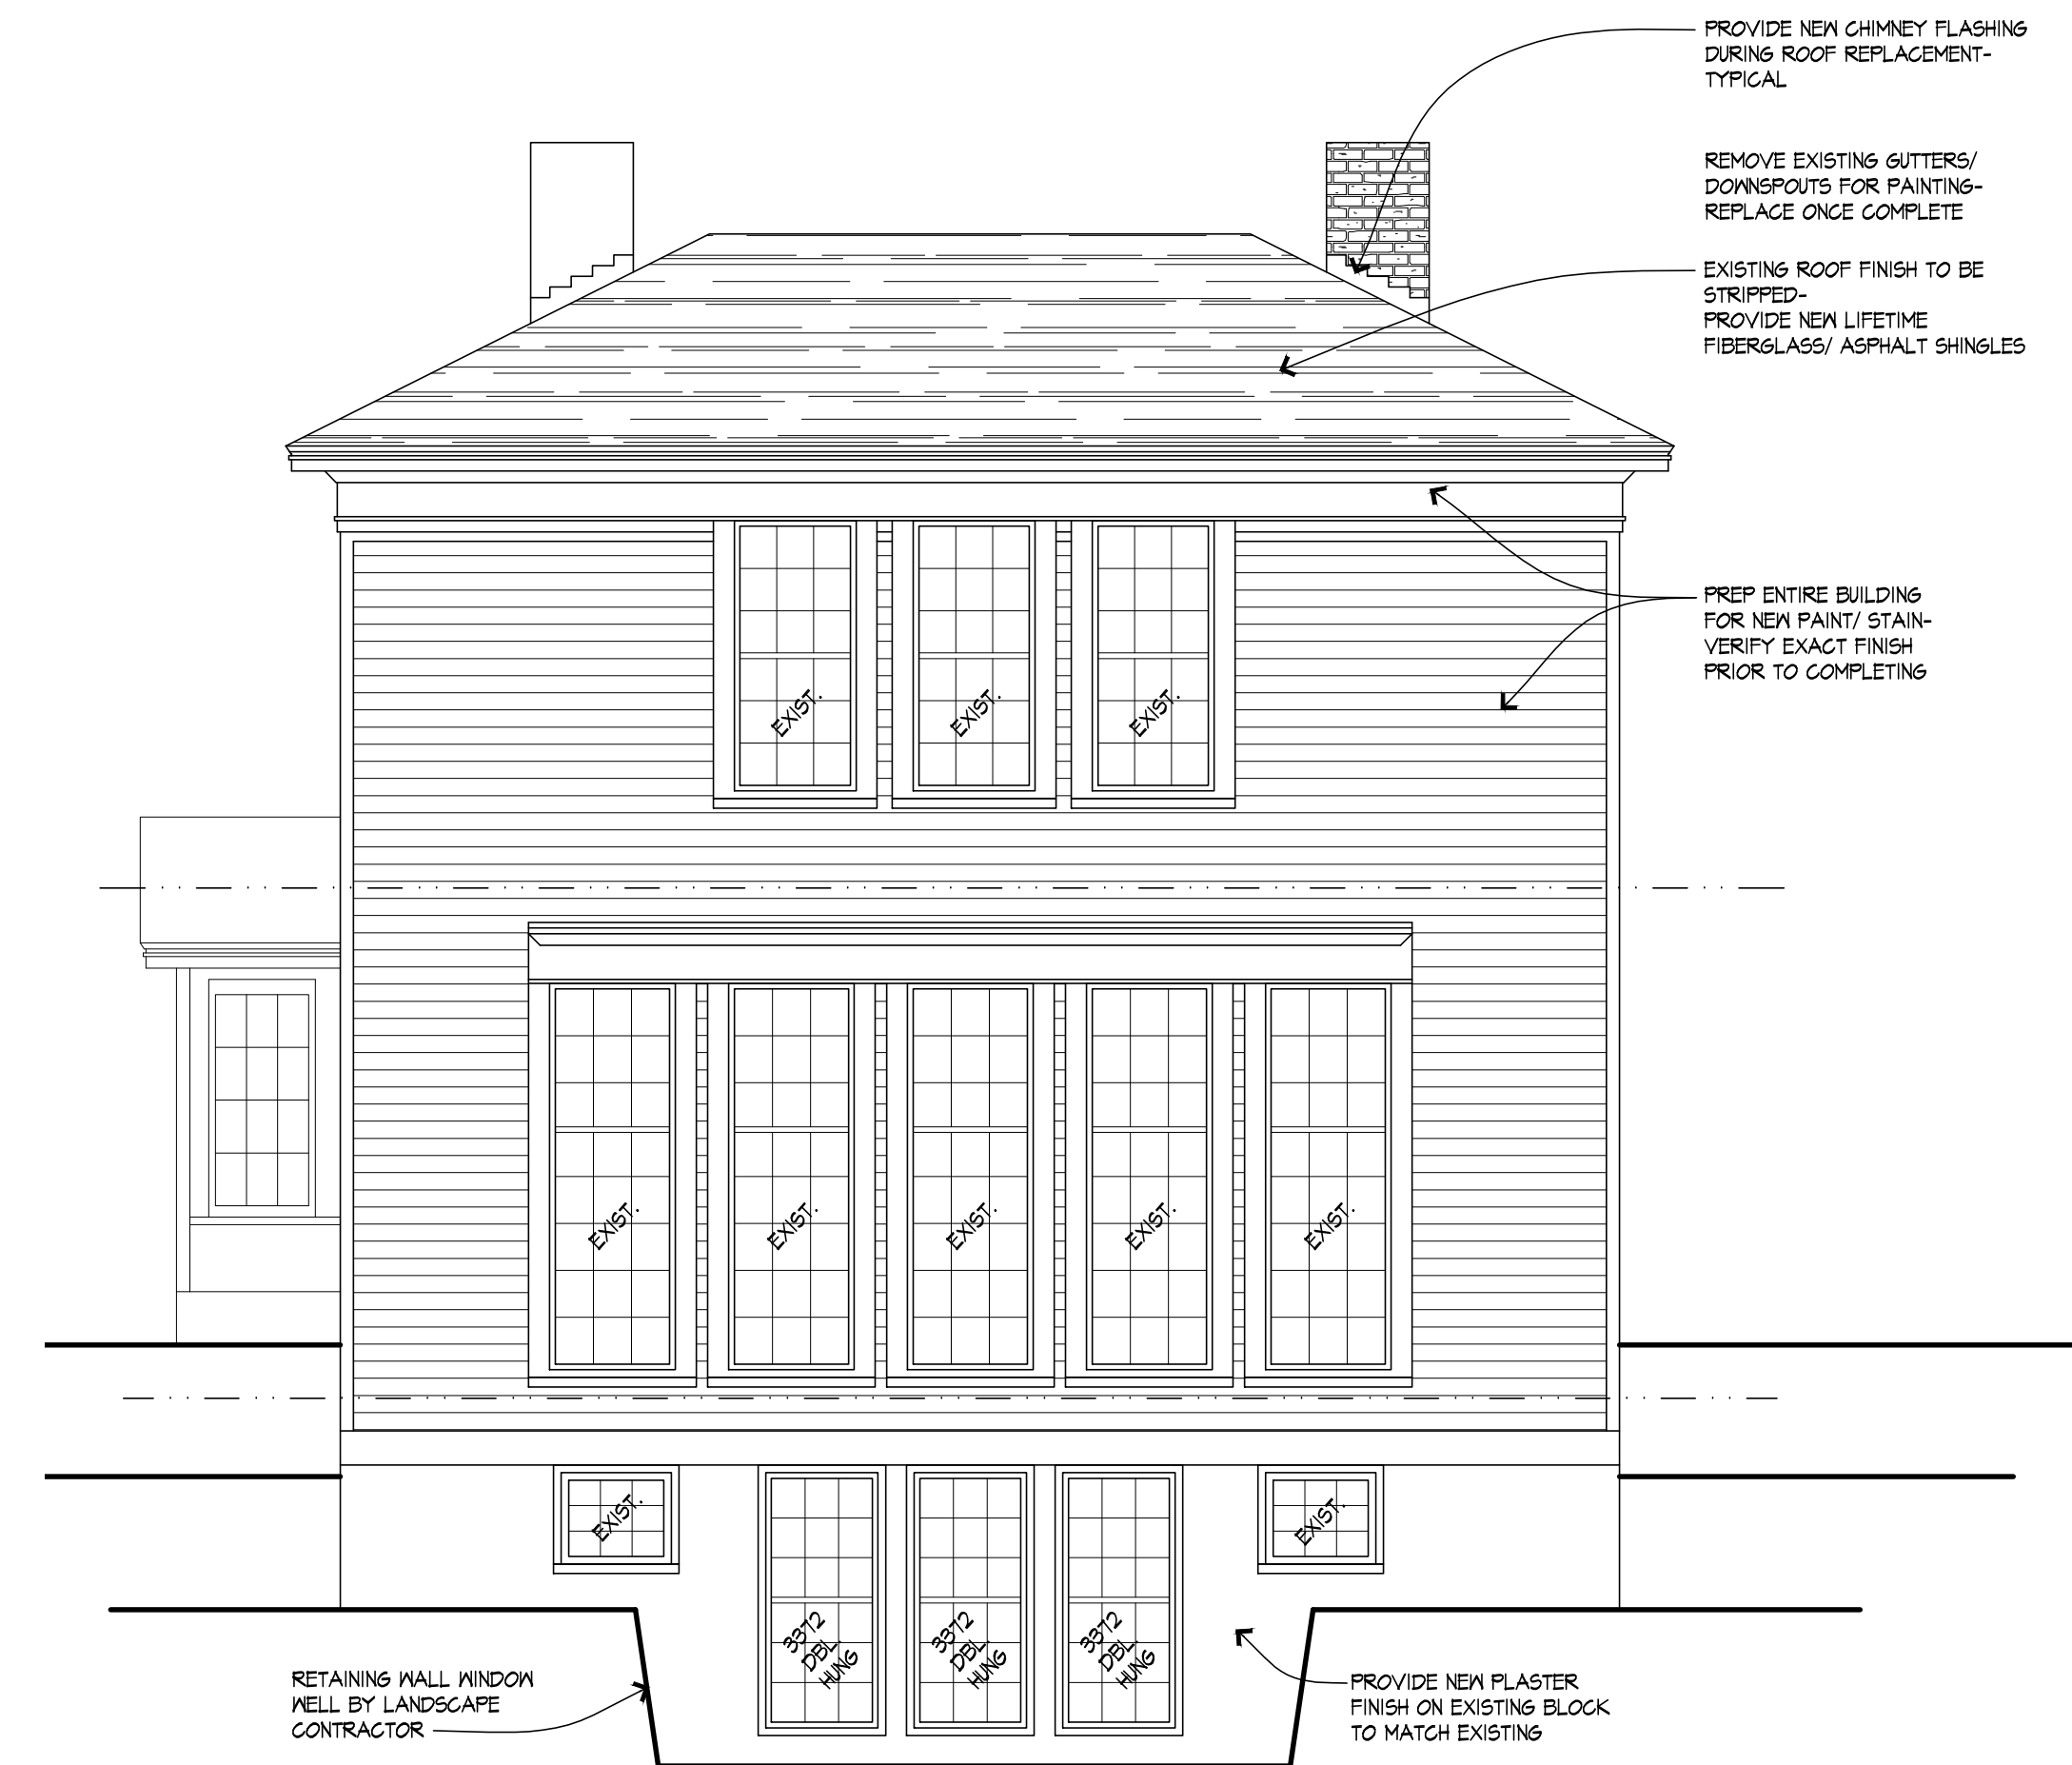 PROVIDE NEW CHIMNEY FLASHING
DURING ROOF REPLACEMENT-
TYPICAL
REMOVE EXISTING GUTTERS/
DOWNSPOUTS FOR PAINTING-
REPLACE ONCE COMPLETE
EXISTING ROOF FINISH TO BE
STRIPPED-
PROVIDE NEW LIFETIME
FIBERGLASS/ ASPHALT SHINGLES
PREP ENTIRE BUILDING
FOR NEW PAINT/ STAIN-
VERIFY EXACT FINISH
PRIOR TO COMPLETING
EXIST.
EXIST.
EXIST.
EXIST.
EXIST.
EXIST.
EXIST.
EXIST.
EXIST.
EXIST.
3372
DBL.
HUNG
3372
DBL.
HUNG
3372
DBL.
HUNG
RETAINING WALL WINDOW
WELL BY LANDSCAPE
CONTRACTOR
PROVIDE NEW PLASTER
FINISH ON EXISTING BLOCK
TO MATCH EXISTING